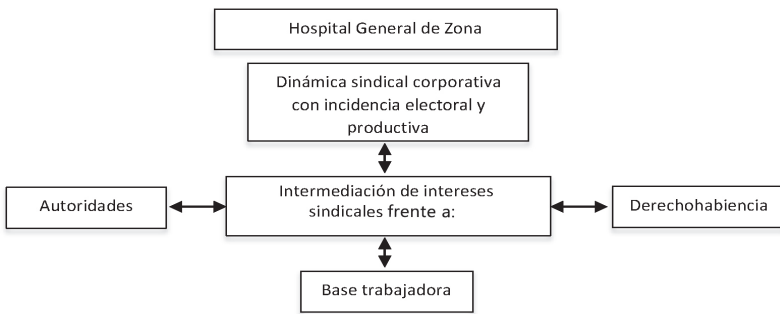 Hospital General de Zona
Dinámica sindical corporativa
con incidencia electoral y
productiva
Autoridades
Intermediación de intereses
sindicales frente a:
Derechohabiencia
Base trabajadora